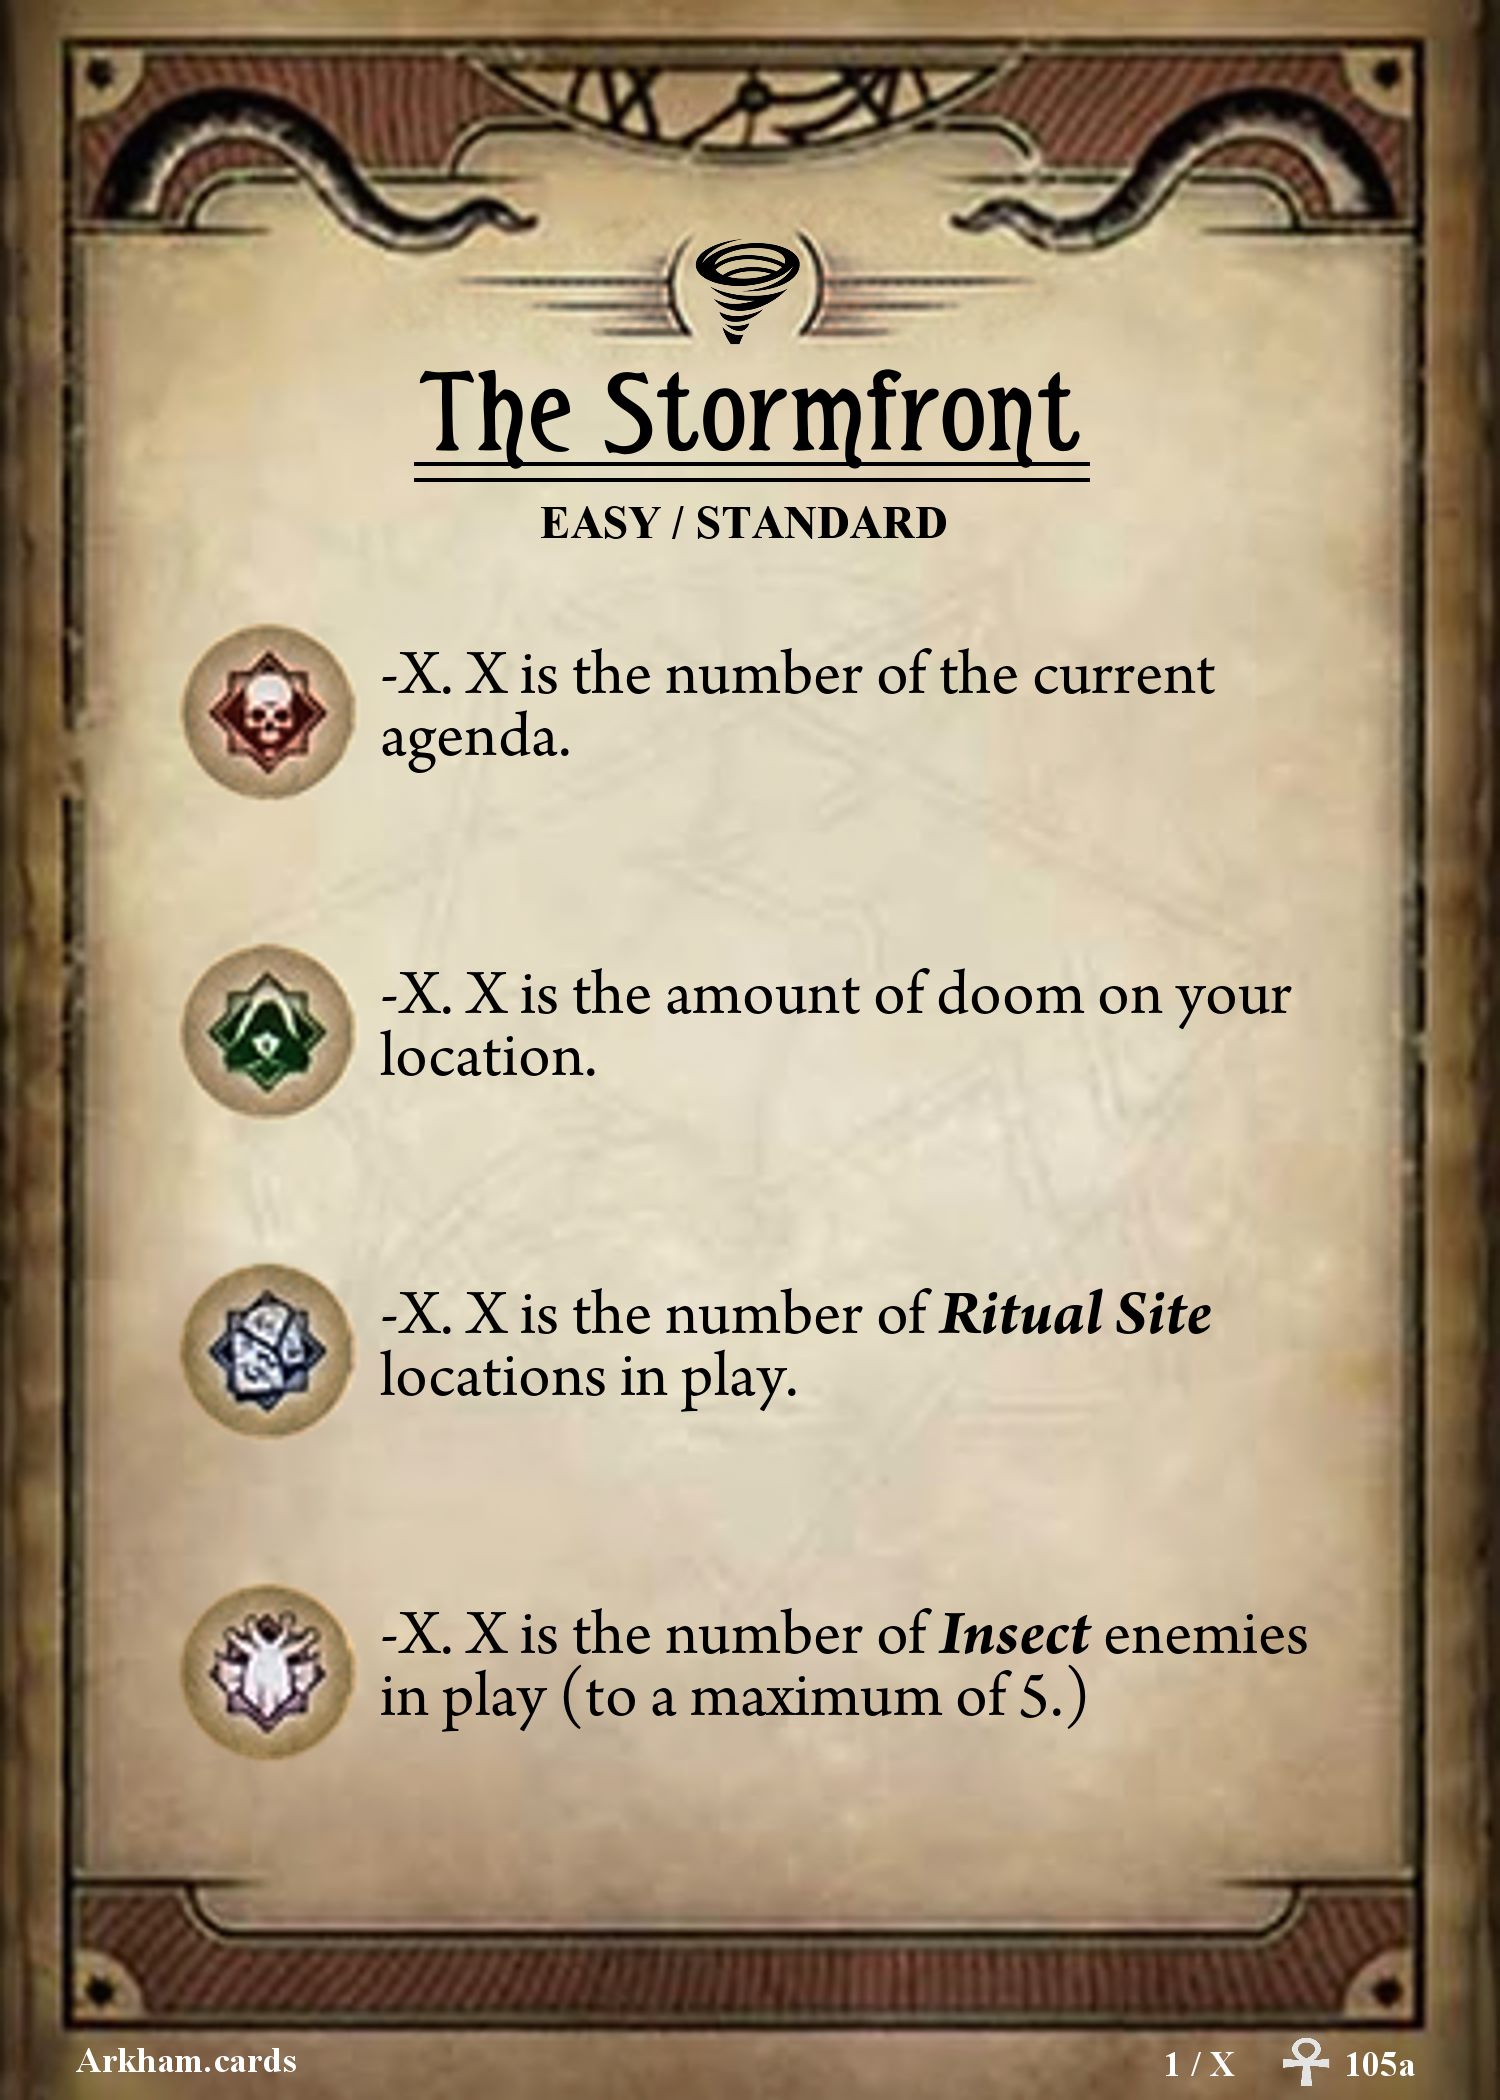 The Stormfront
EASY / STANDARD
-X. X is the number of the current
agenda.
-X. X is the amount of doom on your
location.
-X. X is the number of Ritual Site
locations in play.
-X. X is the number of Insect enemies
in play (to a maximum of 5.)
Arkham.cards
1 / X
105a